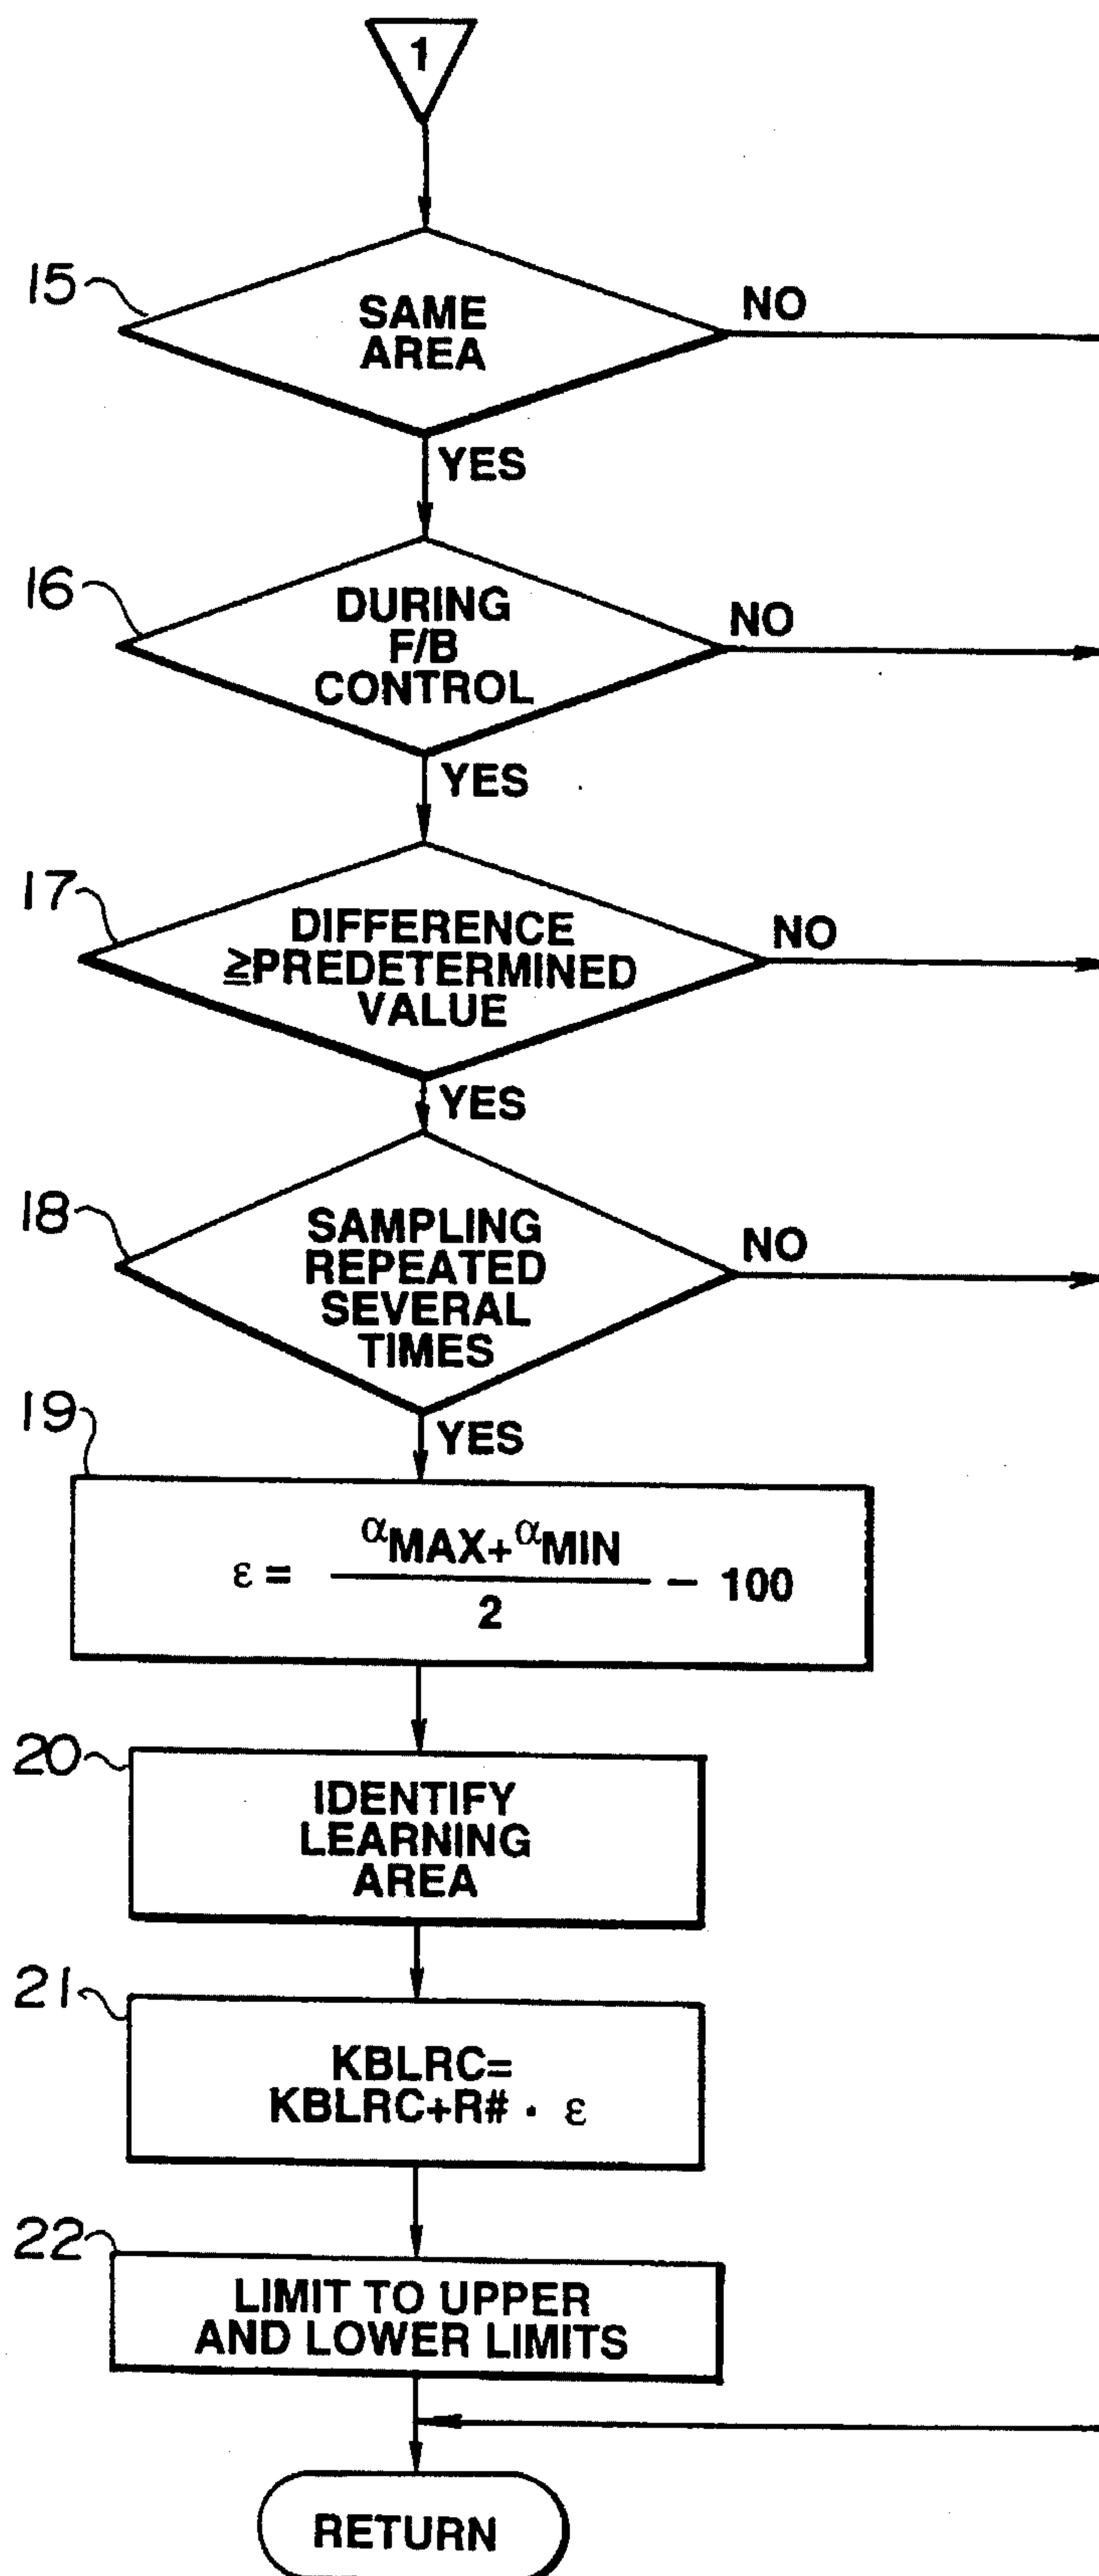 1
15
SAME
AREA
NO
YES
16
DURING
F/B
CONTROL
NO
YES
17
DIFFERENCE
≧PREDETERMINED
VALUE
NO
YES
18
SAMPLING
REPEATED
SEVERAL
TIMES
NO
YES
19
ε = (αMAX+αMIN)/2 − 100
20
IDENTIFY
LEARNING
AREA
21
KBLRC=
KBLRC+R# · ε
22
LIMIT TO UPPER
AND LOWER LIMITS
RETURN